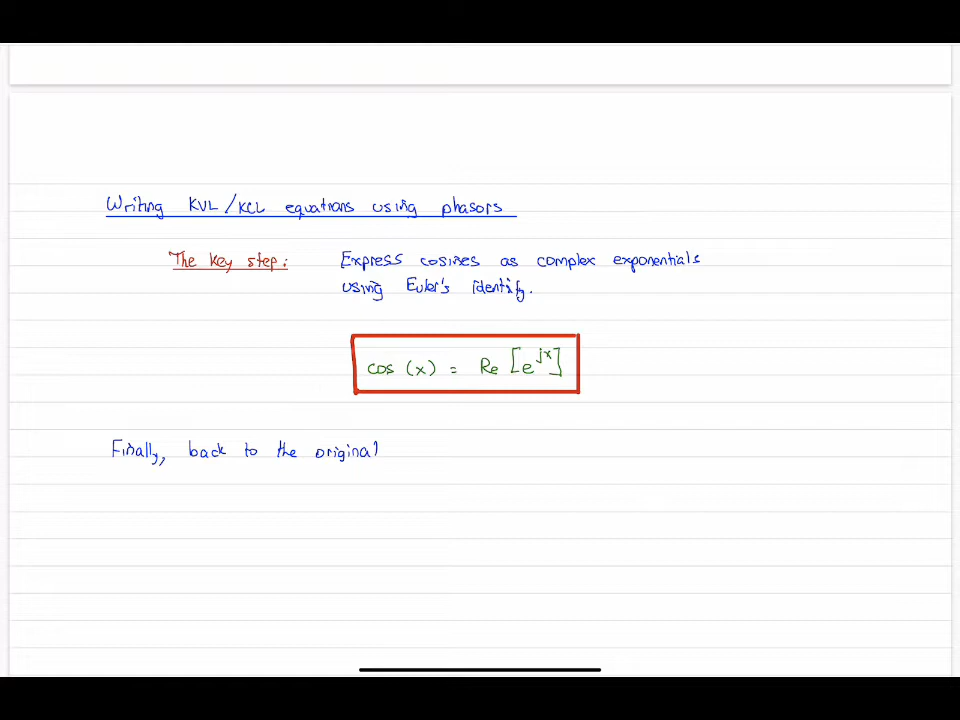 Writing KVL/KCL equations using phasors
The key step: Express cosines as complex exponentials
using Euler's identity.
cos (x) = Re [e^jx]
Finally, back to the original